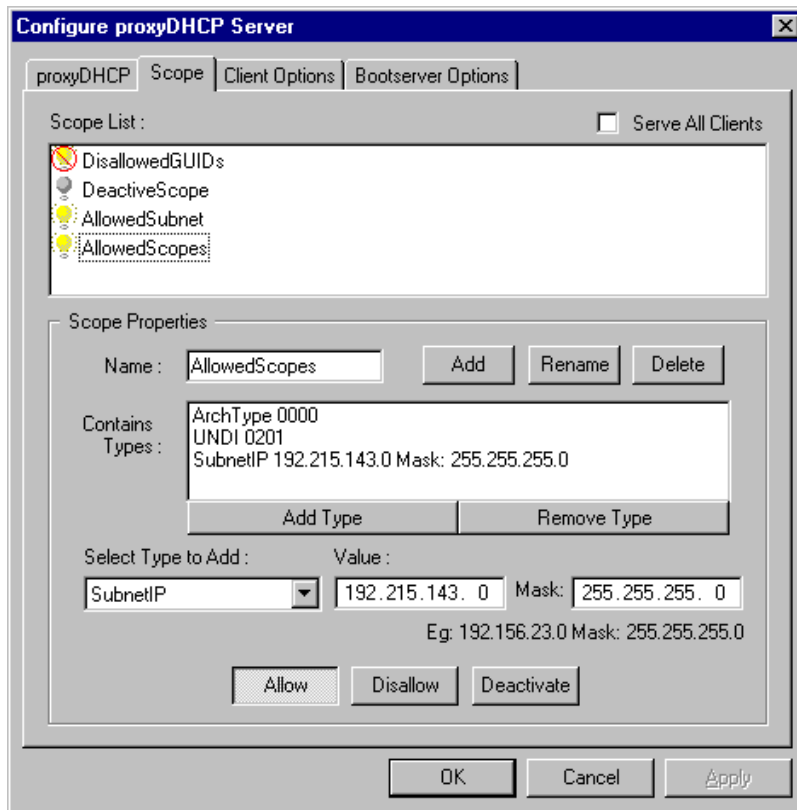 Configure proxyDHCP Server
proxyDHCP Scope Client Options Bootserver Options
Scope List : Serve All Clients
DisallowedGUIDs
DeactiveScope
AllowedSubnet
AllowedScopes
Scope Properties
Name : AllowedScopes Add Rename Delete
Contains Types :
ArchType 0000
UNDI 0201
SubnetIP 192.215.143.0 Mask: 255.255.255.0
Add Type Remove Type
Select Type to Add : Value :
SubnetIP 192.215.143. 0 Mask: 255.255.255. 0
Eg: 192.156.23.0 Mask: 255.255.255.0
Allow Disallow Deactivate
OK Cancel Apply